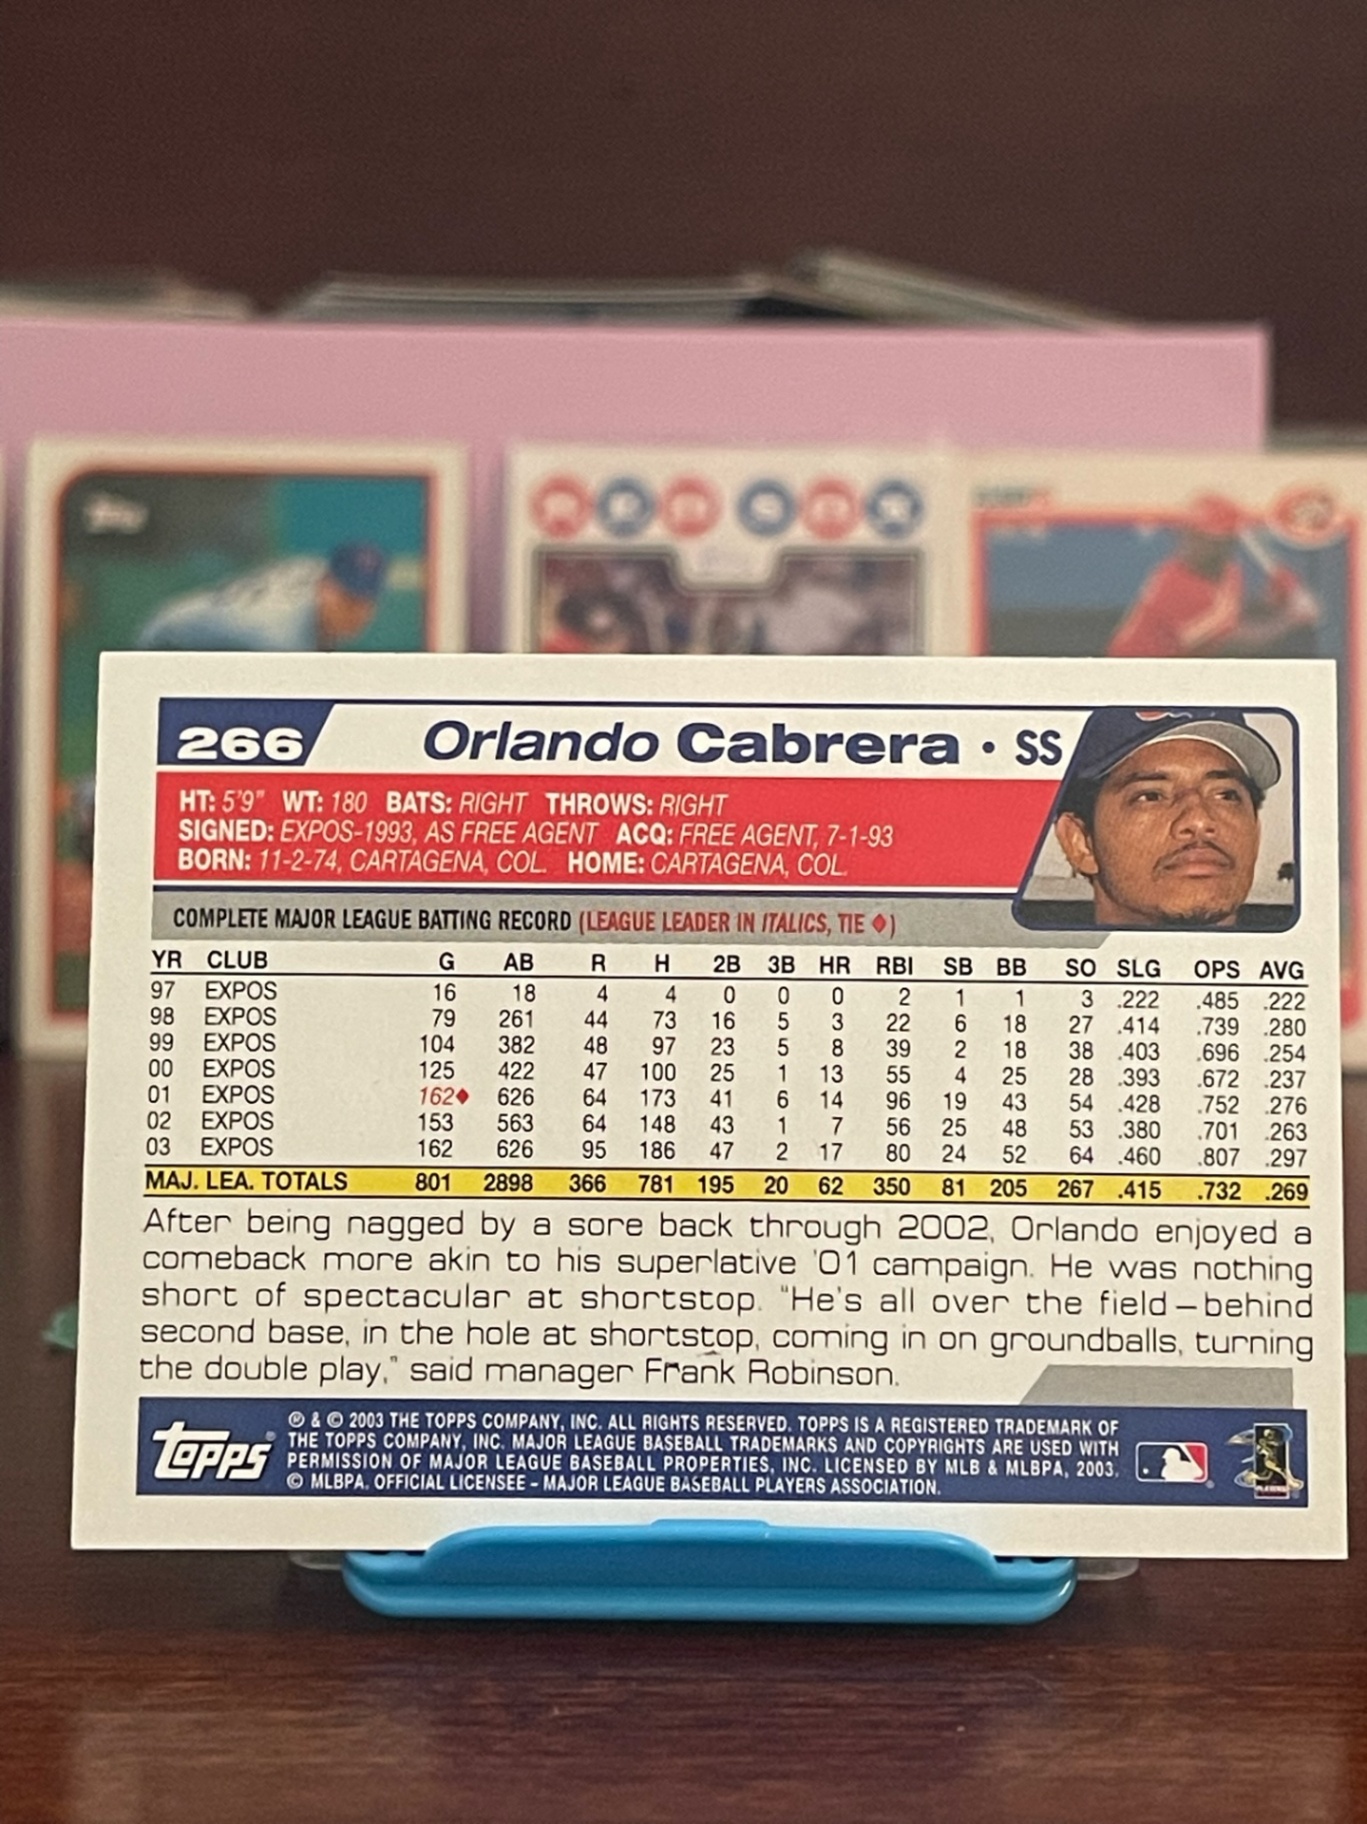 RED SOX
266 Orlando Cabrera • SS
HT: 5'9" WT: 180 BATS: RIGHT THROWS: RIGHT
SIGNED: EXPOS-1993, AS FREE AGENT ACQ: FREE AGENT, 7-1-93
BORN: 11-2-74, CARTAGENA, COL. HOME: CARTAGENA, COL.
COMPLETE MAJOR LEAGUE BATTING RECORD (LEAGUE LEADER IN ITALICS, TIE ♦)
YR CLUB G AB R H 2B 3B HR RBI SB BB SO SLG OPS AVG
97 EXPOS 16 18 4 4 0 0 0 2 1 1 3 .222 .485 .222
98 EXPOS 79 261 44 73 16 5 3 22 6 18 27 .414 .739 .280
99 EXPOS 104 382 48 97 23 5 8 39 2 18 38 .403 .696 .254
00 EXPOS 125 422 47 100 25 1 13 55 4 25 28 .393 .672 .237
01 EXPOS 162♦ 626 64 173 41 6 14 96 19 43 54 .428 .752 .276
02 EXPOS 153 563 64 148 43 1 7 56 25 48 53 .380 .701 .263
03 EXPOS 162 626 95 186 47 2 17 80 24 52 64 .460 .807 .297
MAJ. LEA. TOTALS 801 2898 366 781 195 20 62 350 81 205 267 .415 .732 .269
After being nagged by a sore back through 2002, Orlando enjoyed a
comeback more akin to his superlative '01 campaign. He was nothing
short of spectacular at shortstop. "He's all over the field – behind
second base, in the hole at shortstop, coming in on groundballs, turning
the double play," said manager Frank Robinson.
topps®
® & © 2003 THE TOPPS COMPANY, INC. ALL RIGHTS RESERVED. TOPPS IS A REGISTERED TRADEMARK OF
THE TOPPS COMPANY, INC. MAJOR LEAGUE BASEBALL TRADEMARKS AND COPYRIGHTS ARE USED WITH
PERMISSION OF MAJOR LEAGUE BASEBALL PROPERTIES, INC. LICENSED BY MLB & MLBPA, 2003.
© MLBPA. OFFICIAL LICENSEE – MAJOR LEAGUE BASEBALL PLAYERS ASSOCIATION.